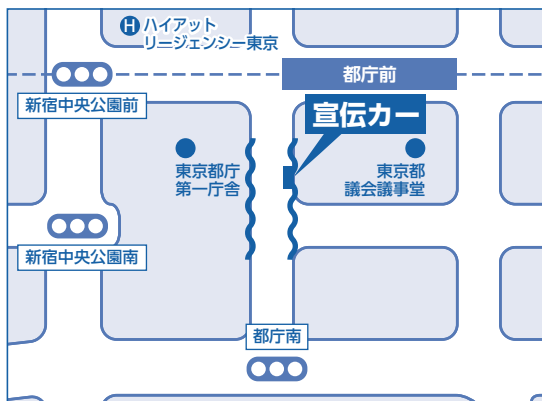 H ハイアット
リージェンシー東京
都庁前
新宿中央公園前
宣伝カー
東京都庁
第一庁舎
東京都
議会議事堂
新宿中央公園南
都庁南